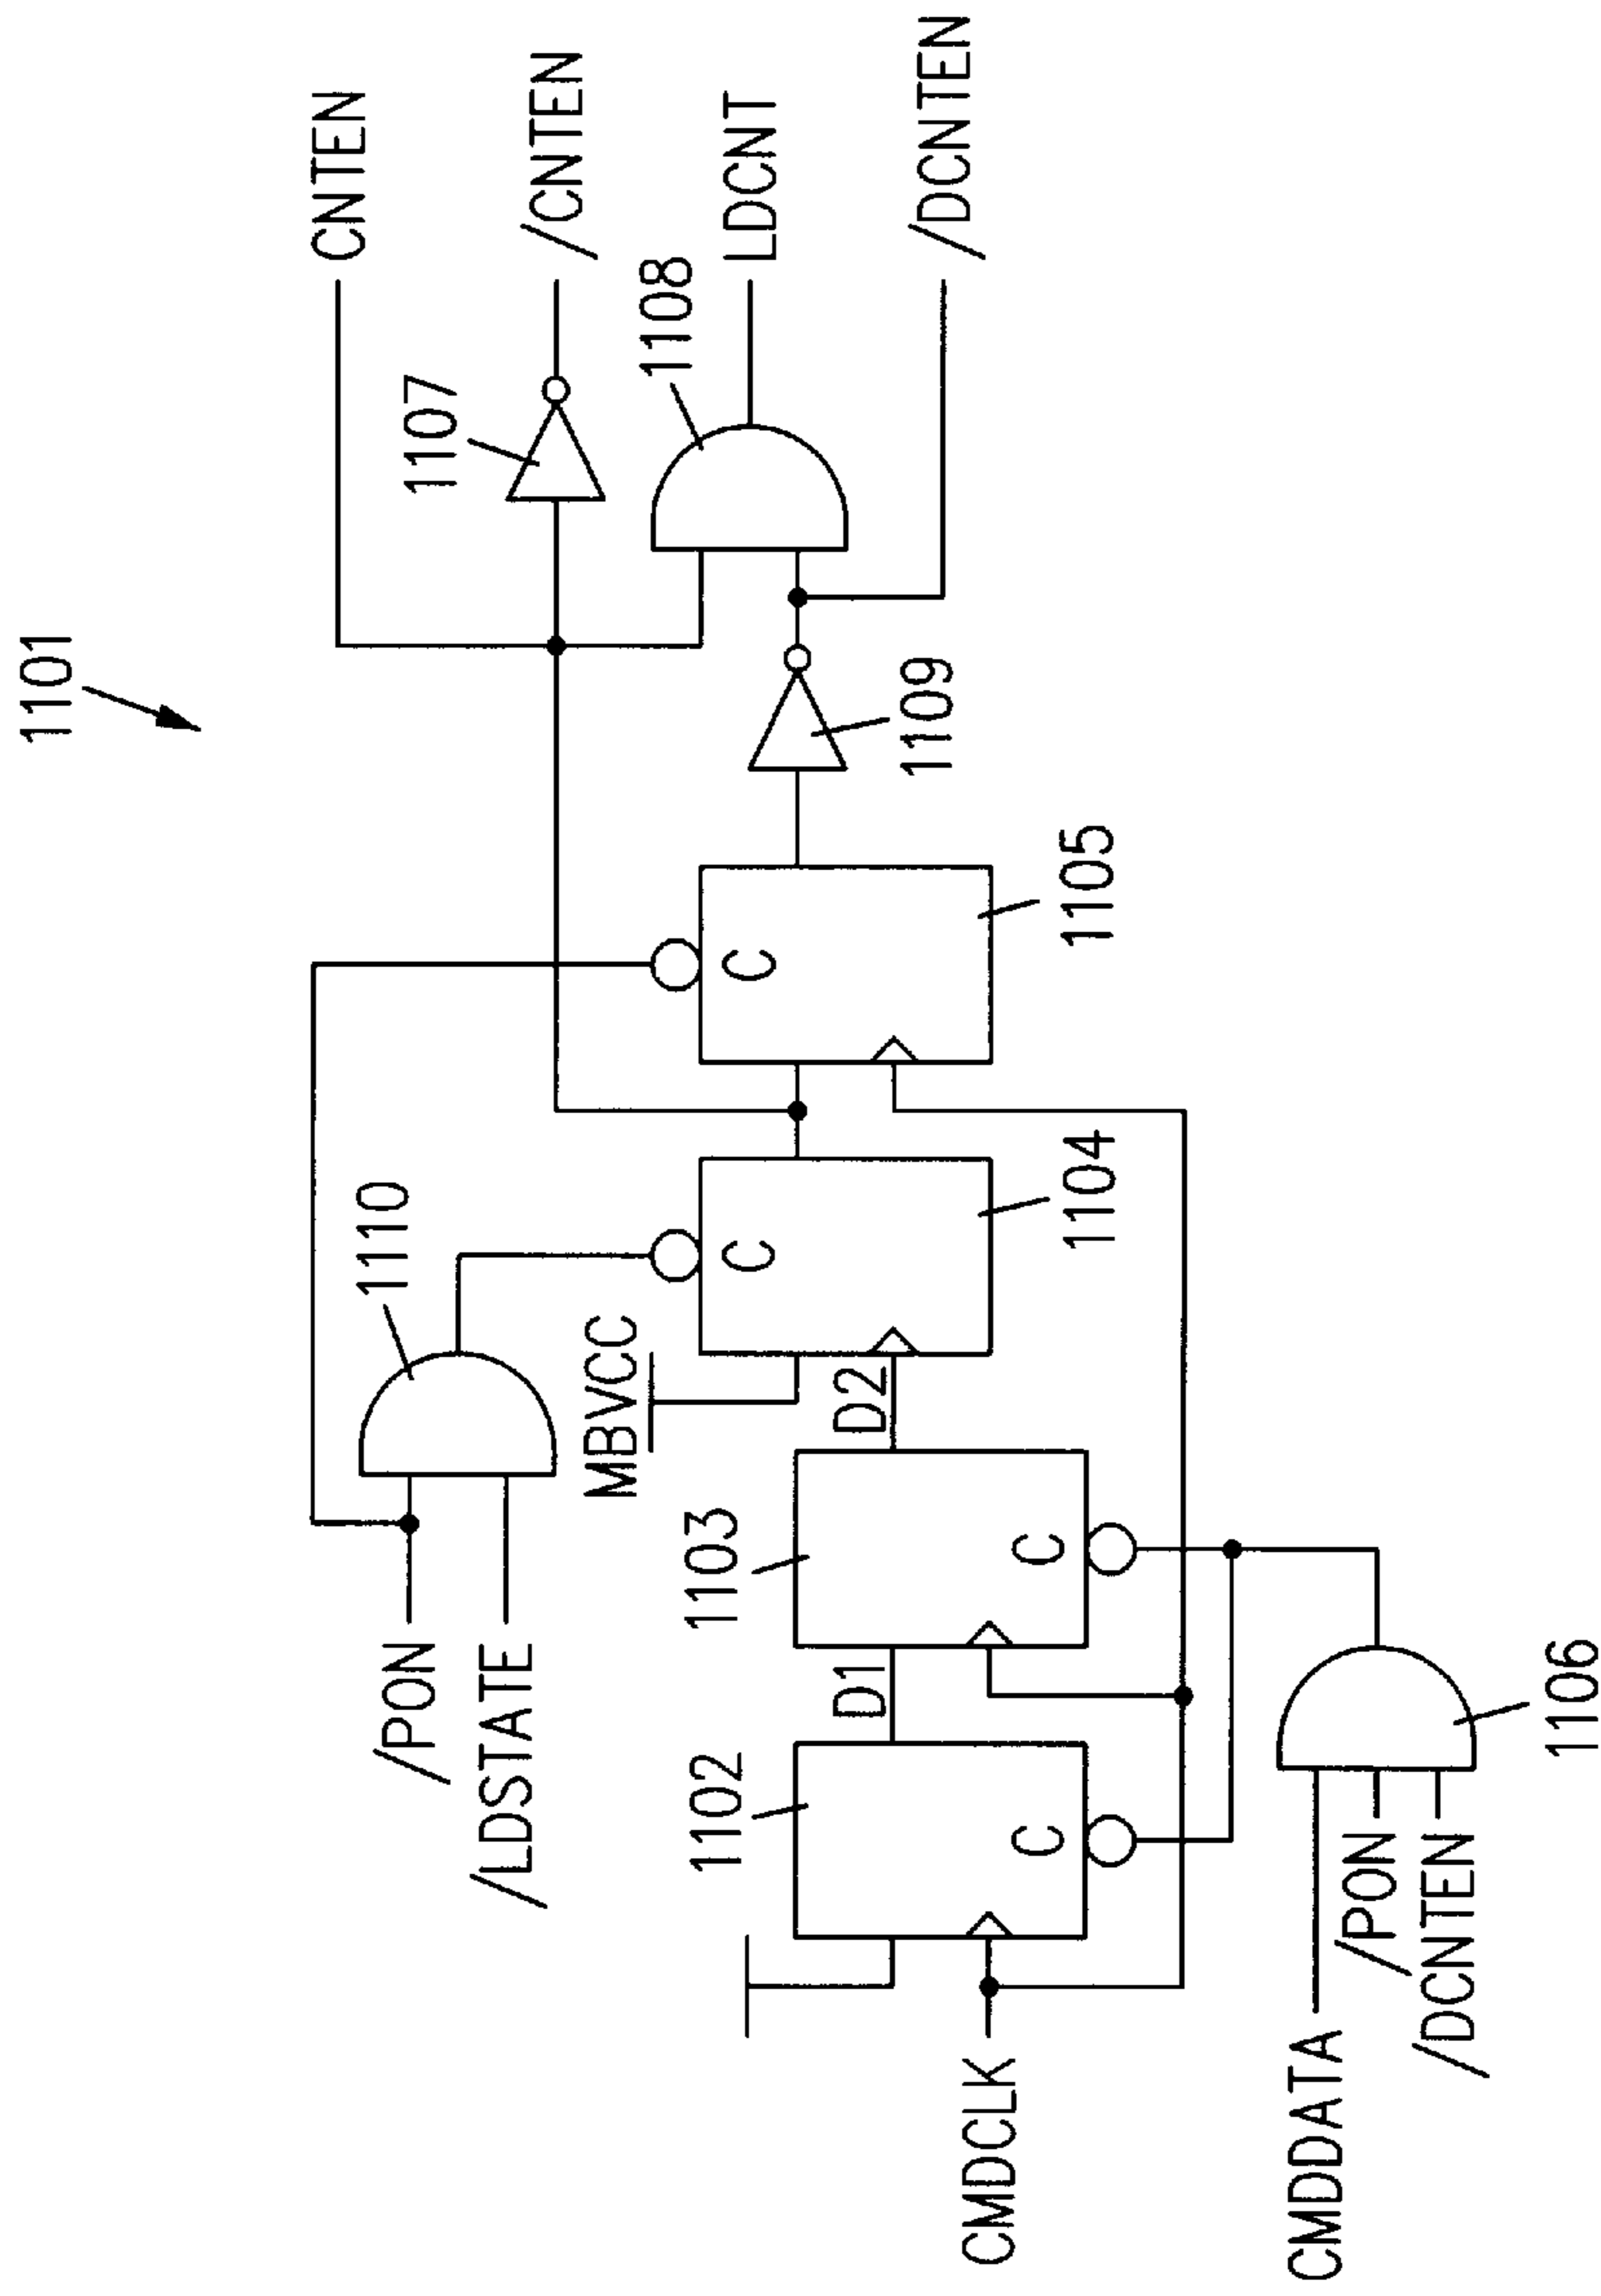 1101
CNTEN
/CNTEN
1107
1108
LDCNT
/DCNTEN
1109
1105
1104
1110
/PON
/LDSTATE
MBVCC
D2
1103
C
C
C
D1
1102
C
CMDCLK
CMDDATA
/PON
/DCNTEN
1106